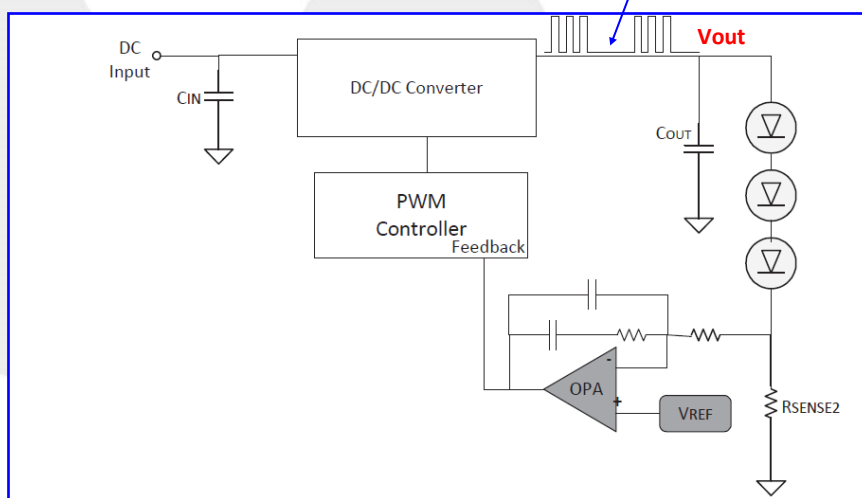 Vout
DC
Input
CIN
DC/DC Converter
COUT
PWM
Controller
Feedback
-
OPA
+
VREF
RSENSE2